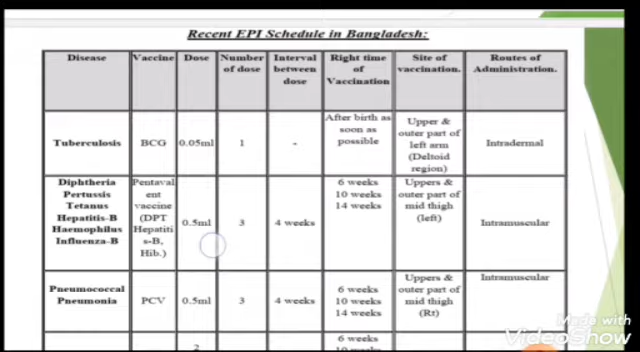 Recent EPI Schedule in Bangladesh:
Disease Vaccine Dose Number of dose Interval between dose Right time of Vaccination Site of vaccination. Routes of Administration.
Tuberculosis BCG 0.05ml 1 - After birth as soon as possible Upper & outer part of left arm (Deltoid region) Intradermal
Diphtheria Pertussis Tetanus Hepatitis-B Haemophilus Influenza-B Pentaval ent vaccine (DPT Hepatiti s-B, Hib.) 0.5ml 3 4 weeks 6 weeks 10 weeks 14 weeks Uppers & outer part of mid thigh (left) Intramuscular
Pneumococcal Pneumonia PCV 0.5ml 3 4 weeks 6 weeks 10 weeks 14 weeks Uppers & outer part of mid thigh (Rt) Intramuscular
2 6 weeks
Made with
VideoShow